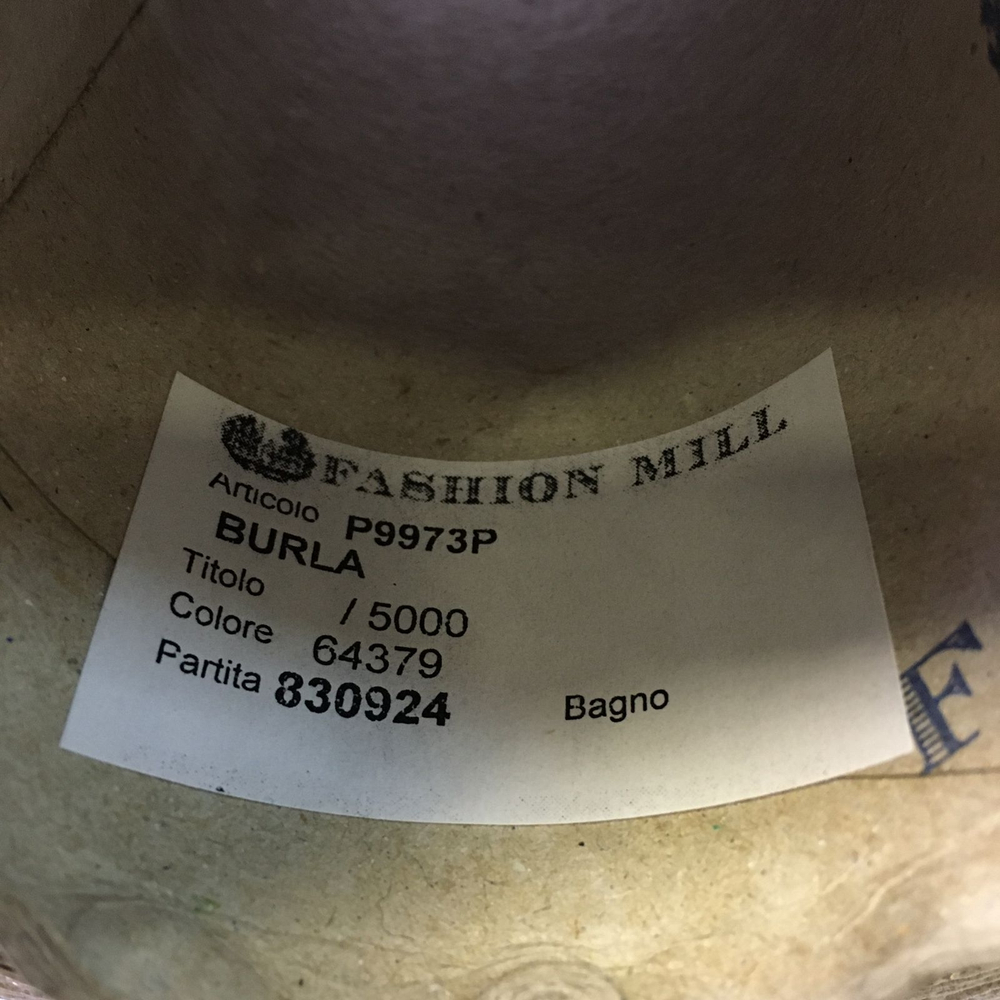 FASHION MILL
Articolo P9973P
BURLA
Titolo / 5000
Colore 64379
Partita 830924 Bagno
E